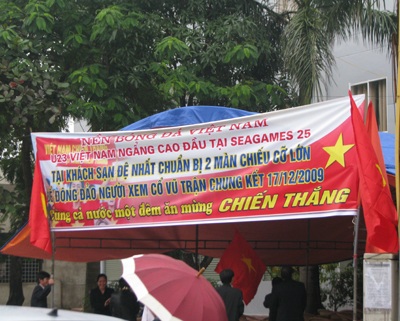 NỀN BÓNG ĐÁ VIỆT NAM
U23 VIỆT NAM NGẢNG CAO ĐẦU TẠI SEAGAMES 25
TẠI KHÁCH SẠN ĐỆ NHẤT CHUẨN BỊ 2 MÀN CHIẾU CỠ LỚN
ĐÔNG ĐẢO NGƯỜI XEM CỔ VŨ TRẬN CHUNG KẾT 17/12/2009
cùng cả nước một đêm ăn mừng CHIẾN THẮNG